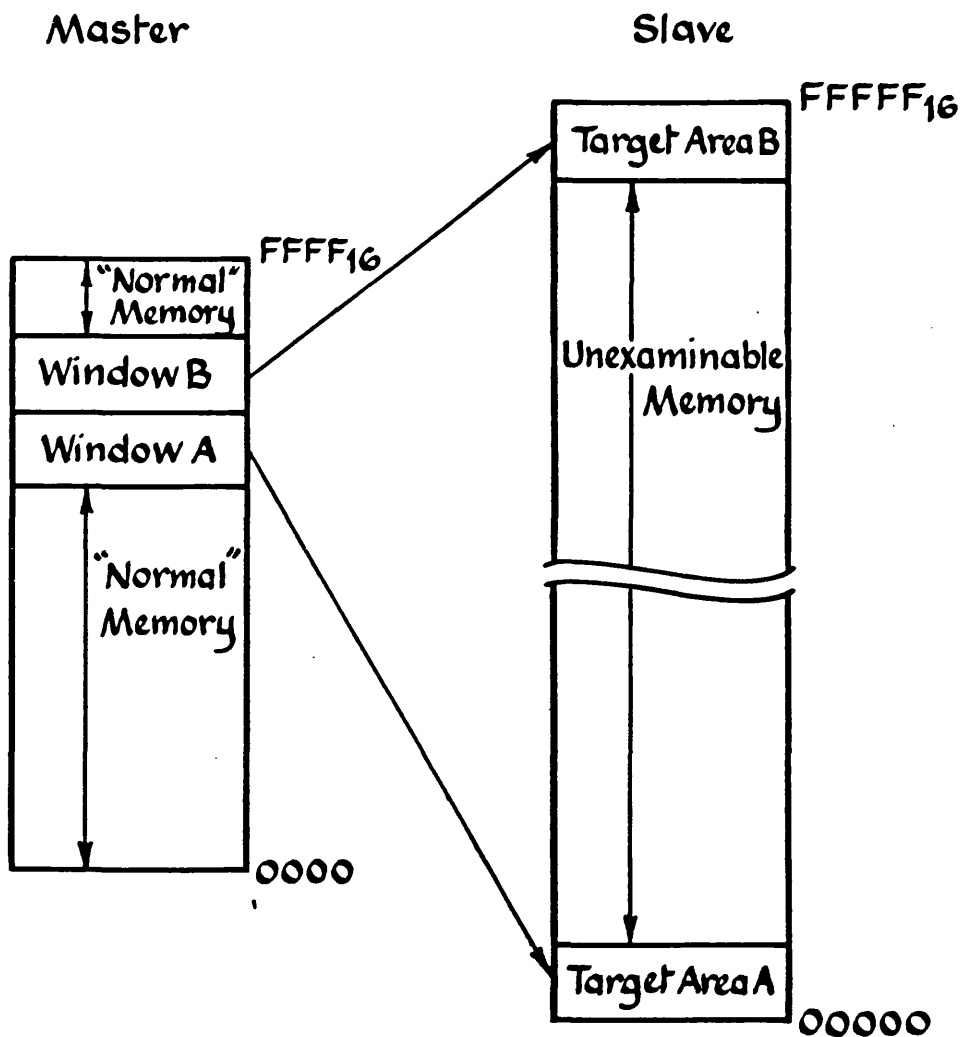 Master
Slave
FFFFF₁₆
Target Area B
FFFF₁₆
"Normal"
Memory
Window B
Window A
Unexaminable
Memory
"Normal"
Memory
0000
Target Area A
00000